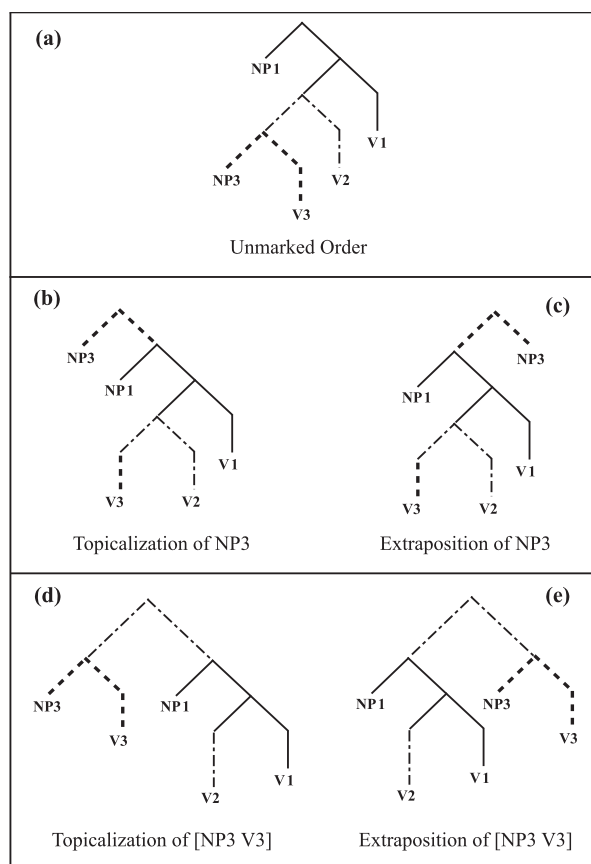 (a)
NP1
V1
NP3
V2
V3
Unmarked Order
(b)
(c)
NP3
NP1
V1
V3
V2
Topicalization of NP3
NP3
NP1
V1
V3
V2
Extraposition of NP3
(d)
(e)
NP3
NP1
V3
V1
V2
Topicalization of [NP3 V3]
NP1
NP3
V3
V1
V2
Extraposition of [NP3 V3]